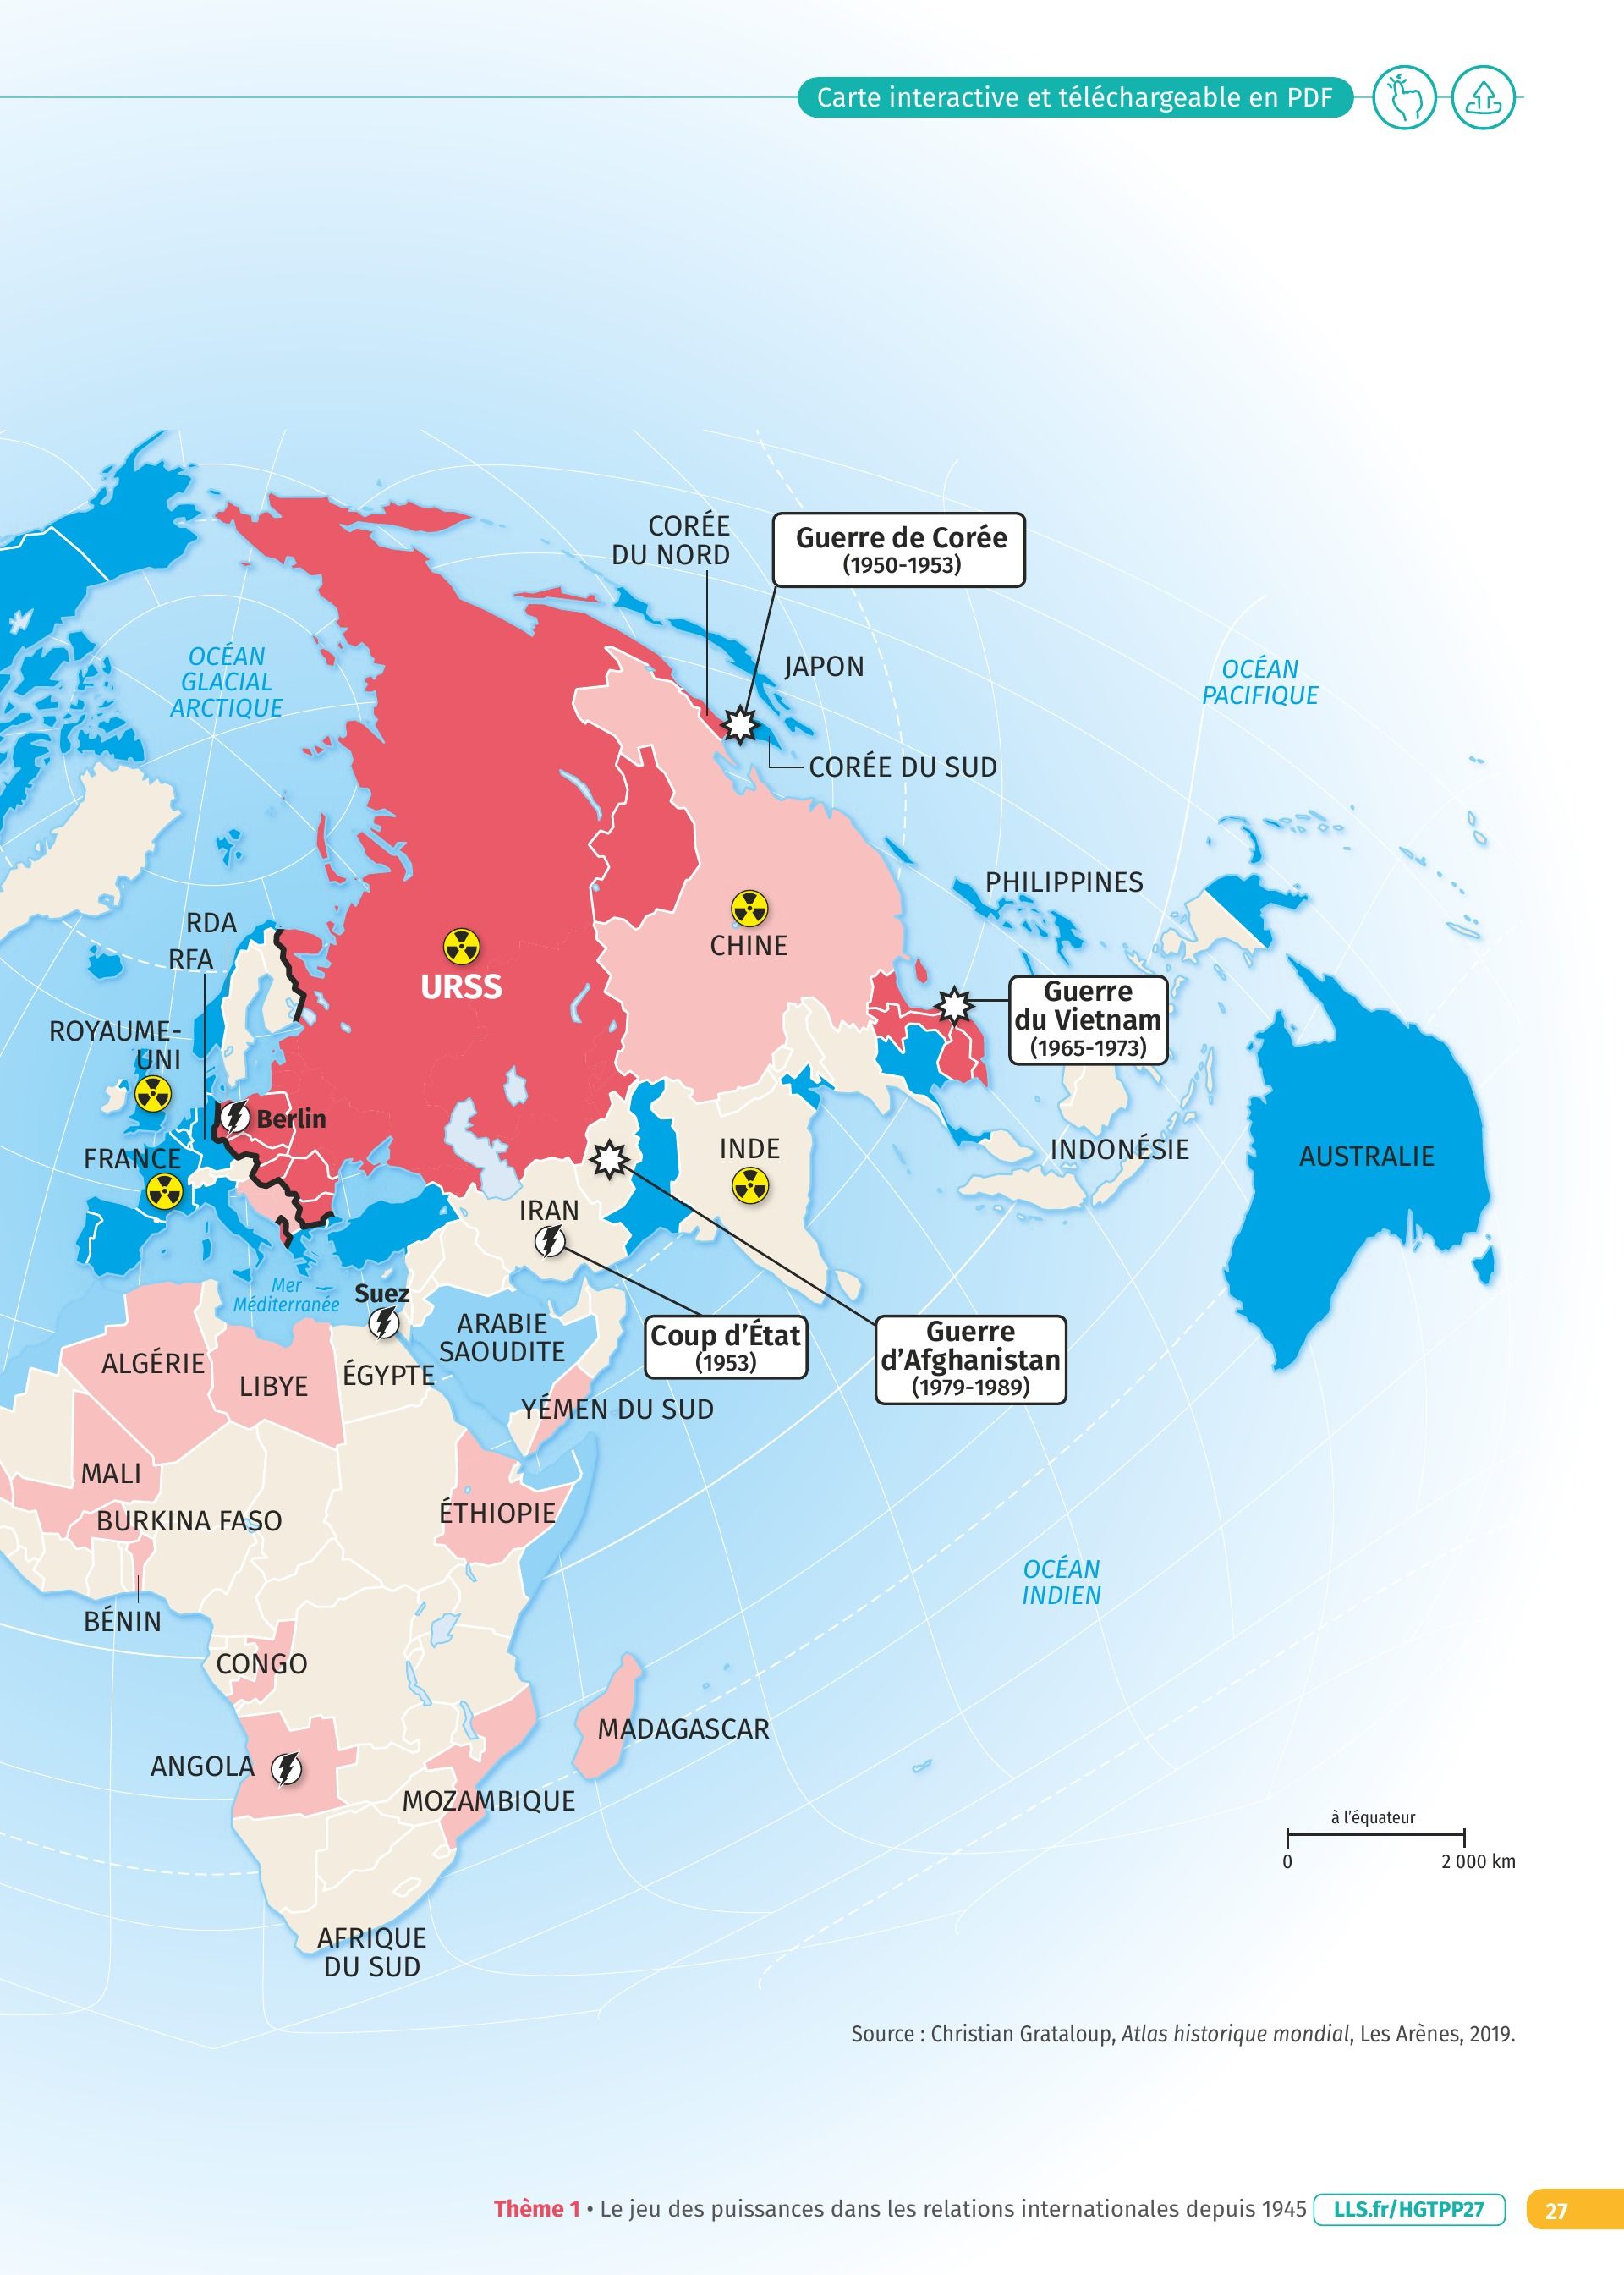 Carte interactive et téléchargeable en PDF
CORÉE
DU NORD
Guerre de Corée
(1950-1953)
OCÉAN
GLACIAL
ARCTIQUE
JAPON
OCÉAN
PACIFIQUE
CORÉE DU SUD
PHILIPPINES
RDA
RFA
CHINE
URSS
Guerre
du Vietnam
(1965-1973)
ROYAUME-
UNI
Berlin
FRANCE
INDE
INDONÉSIE
AUSTRALIE
IRAN
Mer
Méditerranée
Suez
ARABIE
SAOUDITE
Coup d'État
(1953)
Guerre
d'Afghanistan
(1979-1989)
ALGÉRIE
LIBYE
ÉGYPTE
YÉMEN DU SUD
MALI
BURKINA FASO
ÉTHIOPIE
BÉNIN
OCÉAN
INDIEN
CONGO
MADAGASCAR
ANGOLA
MOZAMBIQUE
à l'équateur
0 2 000 km
AFRIQUE
DU SUD
Source : Christian Grataloup, Atlas historique mondial, Les Arènes, 2019.
Thème 1 • Le jeu des puissances dans les relations internationales depuis 1945 LLS.fr/HGTPP27 27